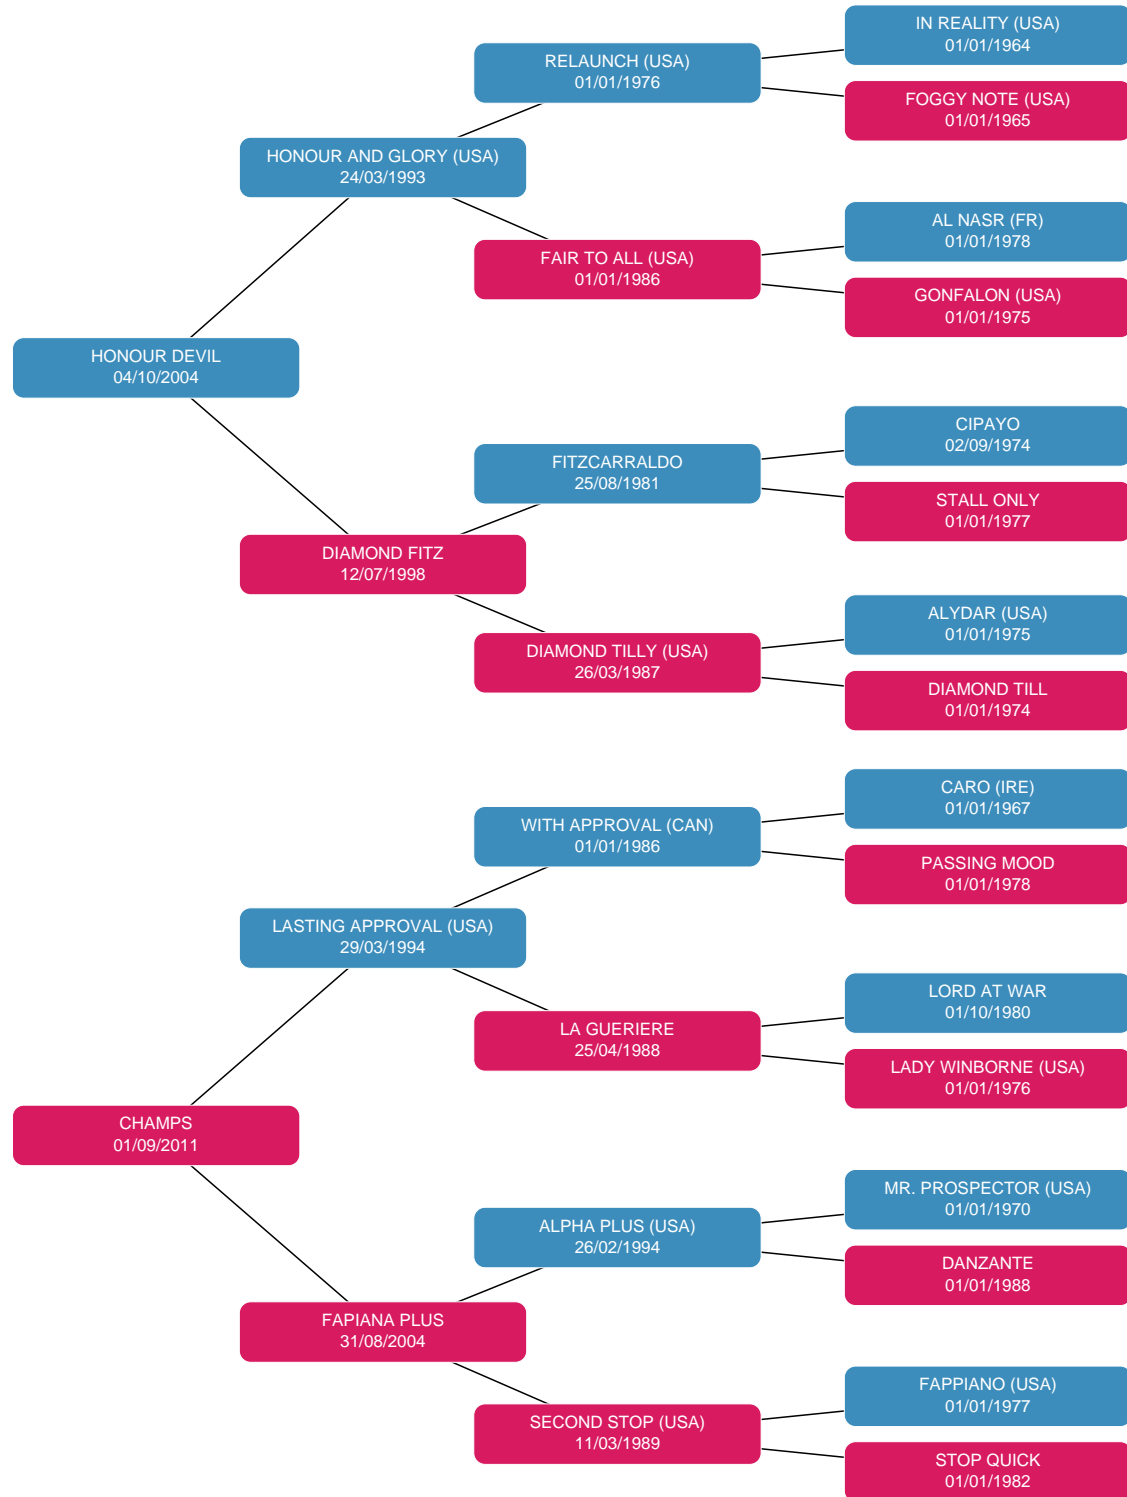 IN REALITY (USA)
01/01/1964
RELAUNCH (USA)
01/01/1976
FOGGY NOTE (USA)
01/01/1965
HONOUR AND GLORY (USA)
24/03/1993
AL NASR (FR)
01/01/1978
FAIR TO ALL (USA)
01/01/1986
GONFALON (USA)
01/01/1975
HONOUR DEVIL
04/10/2004
CIPAYO
02/09/1974
FITZCARRALDO
25/08/1981
STALL ONLY
01/01/1977
DIAMOND FITZ
12/07/1998
ALYDAR (USA)
01/01/1975
DIAMOND TILLY (USA)
26/03/1987
DIAMOND TILL
01/01/1974
CARO (IRE)
01/01/1967
WITH APPROVAL (CAN)
01/01/1986
PASSING MOOD
01/01/1978
LASTING APPROVAL (USA)
29/03/1994
LORD AT WAR
01/10/1980
LA GUERIERE
25/04/1988
LADY WINBORNE (USA)
01/01/1976
CHAMPS
01/09/2011
MR. PROSPECTOR (USA)
01/01/1970
ALPHA PLUS (USA)
26/02/1994
DANZANTE
01/01/1988
FAPIANA PLUS
31/08/2004
FAPPIANO (USA)
01/01/1977
SECOND STOP (USA)
11/03/1989
STOP QUICK
01/01/1982